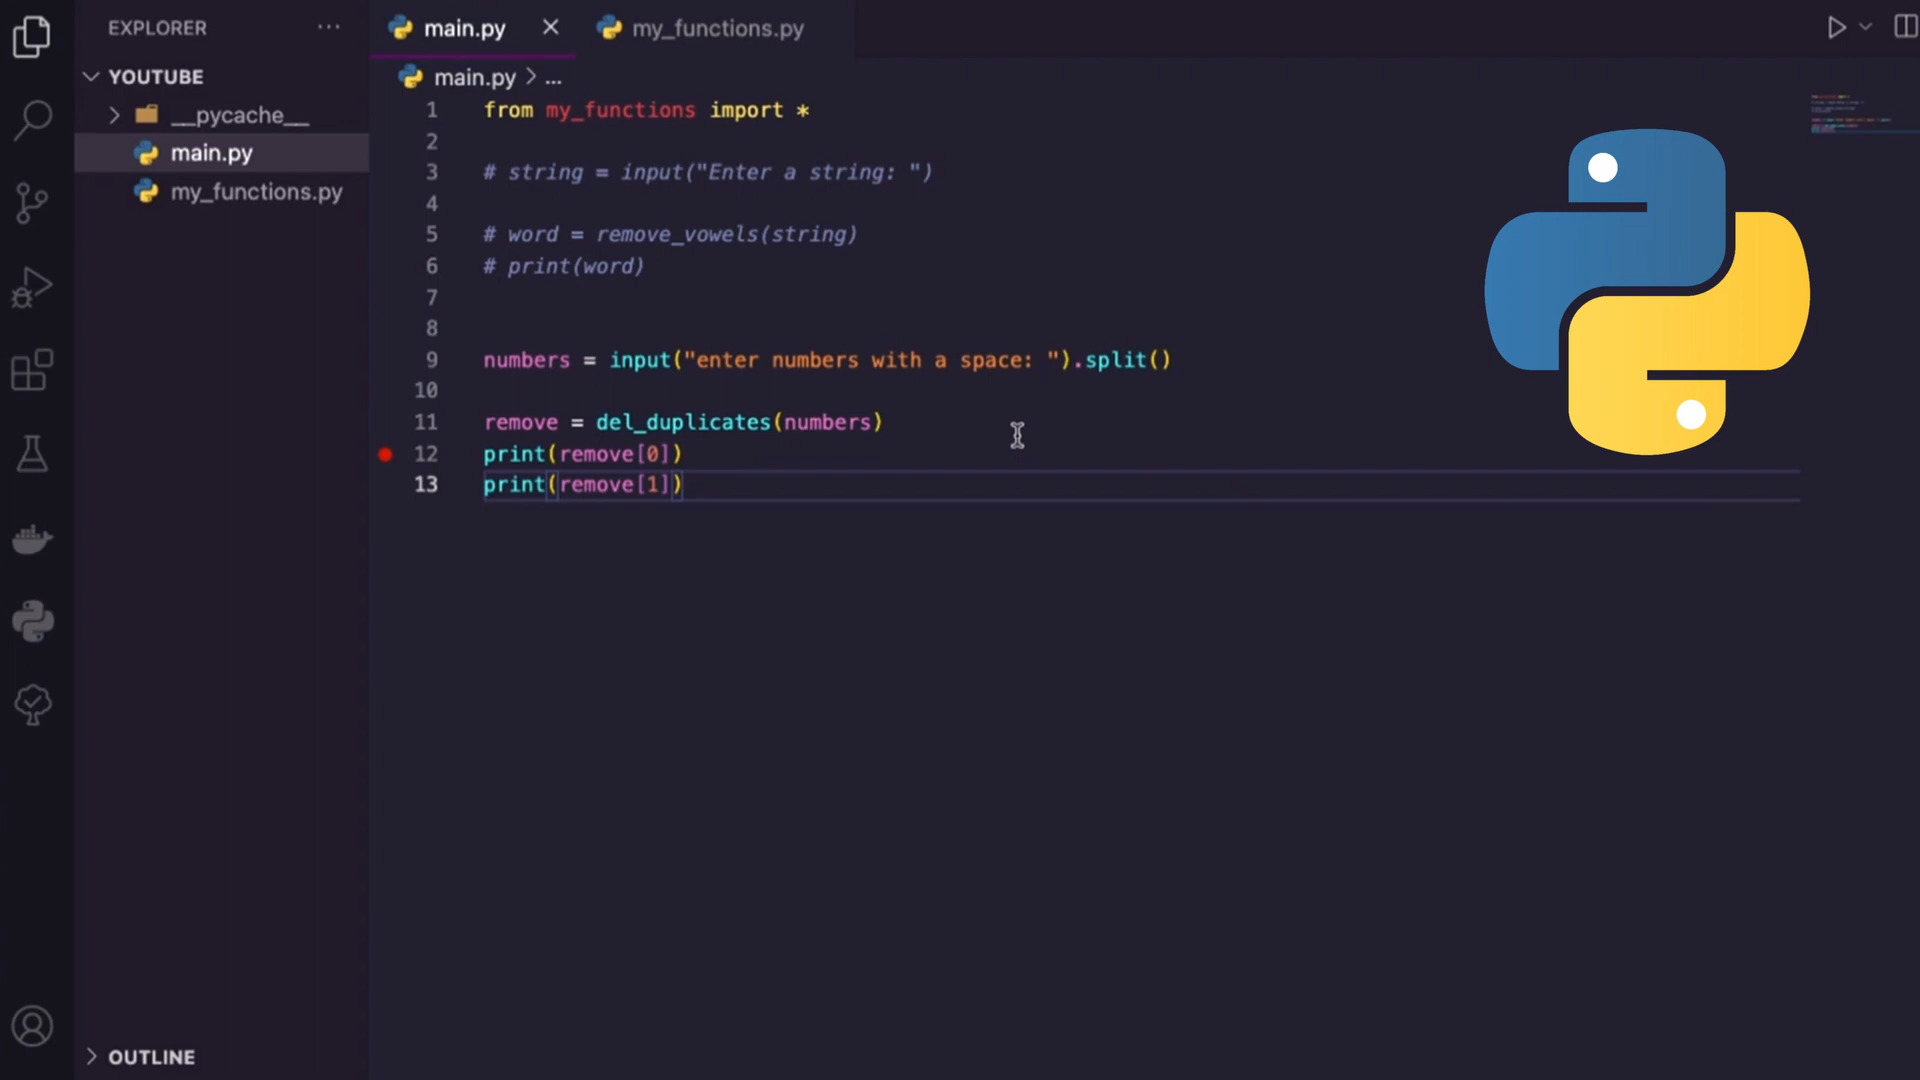 EXPLORER
YOUTUBE
__pycache__
main.py
my_functions.py
OUTLINE
main.py
my_functions.py
main.py > ...
1 from my_functions import *
2
3 # string = input("Enter a string: ")
4
5 # word = remove_vowels(string)
6 # print(word)
7
8
9 numbers = input("enter numbers with a space: ").split()
10
11 remove = del_duplicates(numbers)
12 print(remove[0])
13 print(remove[1])